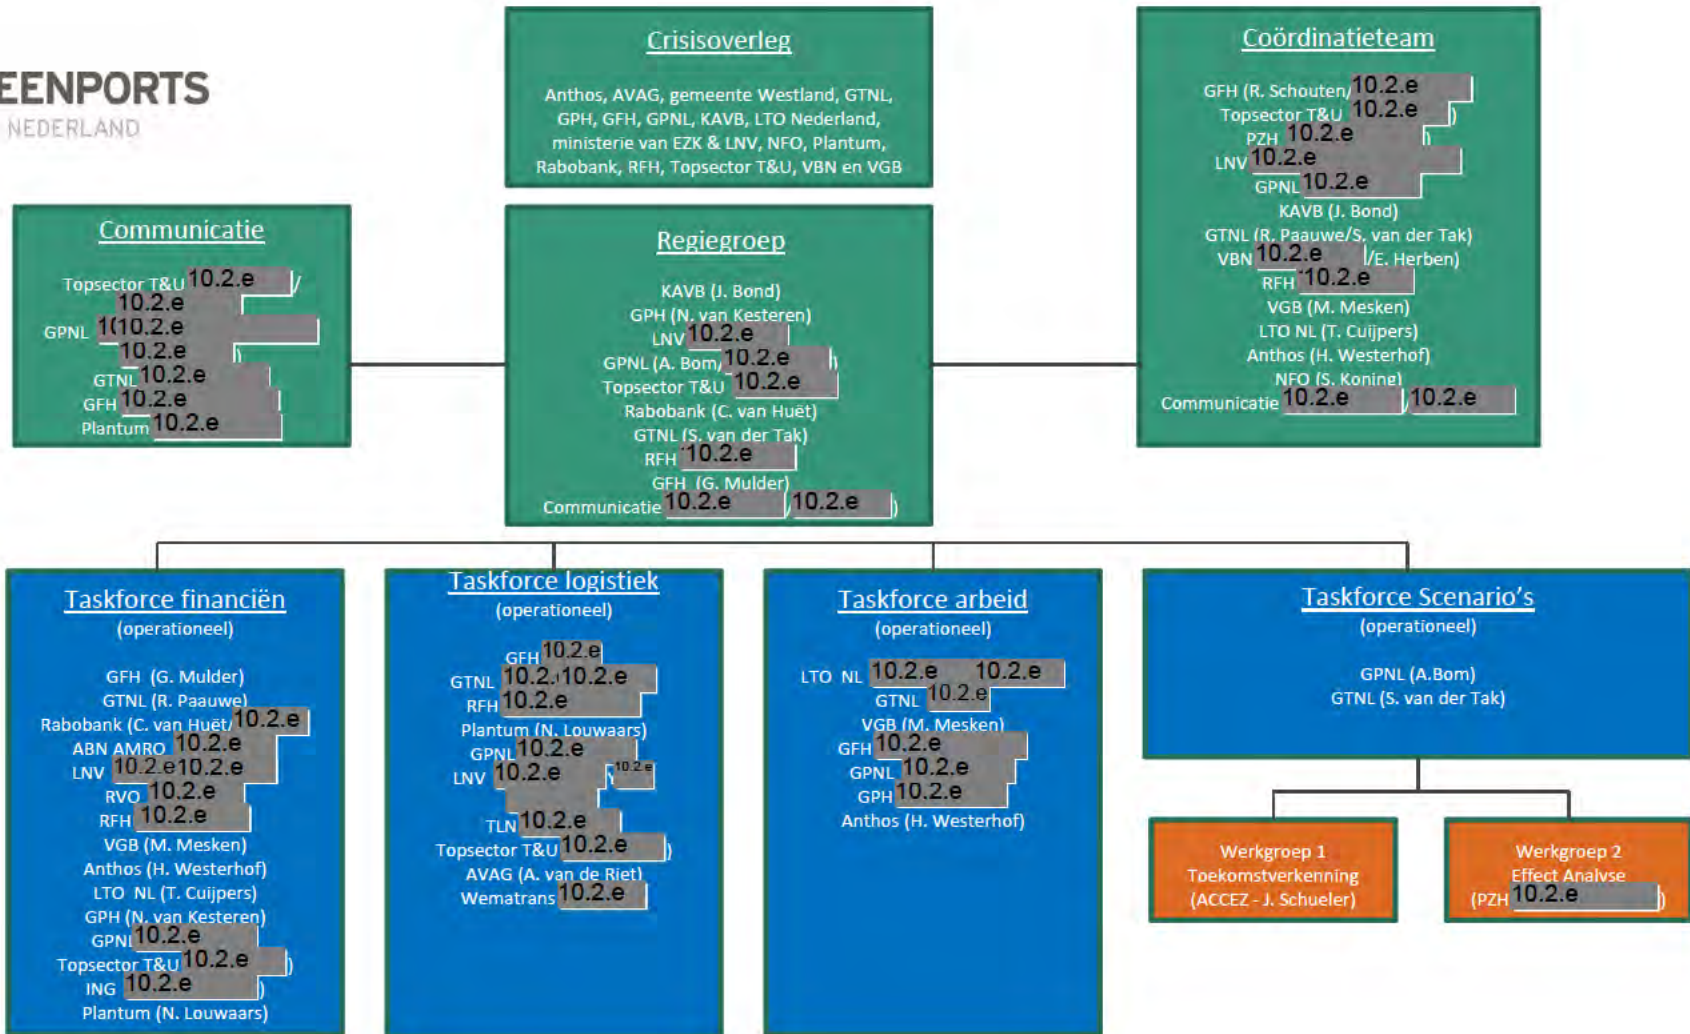 EENPORTS
NEDERLAND
Crisisoverleg
Anthos, AVAG, gemeente Westland, GTNL,
GPH, GFH, GPNL, KAVB, LTO Nederland,
ministerie van EZK & LNV, NFO, Plantum,
Rabobank, RFH, Topsector T&U, VBN en VGB
Coördinatieteam
GFH (R. Schouten/ 10.2.e
Topsector T&U 10.2.e )
PZH 10.2.e )
LNV 10.2.e
GPNL 10.2.e
KAVB (J. Bond)
GTNL (R. Paauwe/S. van der Tak)
VBN 10.2.e /E. Herben)
RFH 10.2.e
VGB (M. Mesken)
LTO NL (T. Cuijpers)
Anthos (H. Westerhof)
NFO (S. Koning)
Communicatie 10.2.e / 10.2.e
Communicatie
Topsector T&U 10.2.e /
10.2.e
GPNL 10.2.e
10.2.e )
GTNL 10.2.e
GFH 10.2.e
Plantum 10.2.e
Regiegroep
KAVB (J. Bond)
GPH (N. van Kesteren)
LNV 10.2.e
GPNL (A. Bom/ 10.2.e )
Topsector T&U 10.2.e
Rabobank (C. van Huët)
GTNL (S. van der Tak)
RFH 10.2.e
GFH (G. Mulder)
Communicatie 10.2.e / 10.2.e )
Taskforce financiën
(operationeel)
GFH (G. Mulder)
GTNL (R. Paauwe)
Rabobank (C. van Huët/ 10.2.e
ABN AMRO 10.2.e
LNV 10.2.e 10.2.e
RVO 10.2.e
RFH 10.2.e
VGB (M. Mesken)
Anthos (H. Westerhof)
LTO NL (T. Cuijpers)
GPH (N. van Kesteren)
GPNL 10.2.e
Topsector T&U 10.2.e )
ING 10.2.e )
Plantum (N. Louwaars)
Taskforce logistiek
(operationeel)
GFH 10.2.e
GTNL 10.2. 10.2.e
RFH 10.2.e
Plantum (N. Louwaars)
GPNL 10.2.e
LNV 10.2.e 10.2.e
TLN 10.2.e
Topsector T&U 10.2.e )
AVAG (A. van de Riet)
Wematrans 10.2.e
Taskforce arbeid
(operationeel)
LTO NL 10.2.e 10.2.e
GTNL 10.2.e
VGB (M. Mesken)
GFH 10.2.e
GPNL 10.2.e
GPH 10.2.e
Anthos (H. Westerhof)
Taskforce Scenario's
(operationeel)
GPNL (A.Bom)
GTNL (S. van der Tak)
Werkgroep 1
Toekomstverkenning
(ACCEZ - J. Schueler)
Werkgroep 2
Effect Analyse
(PZH 10.2.e )